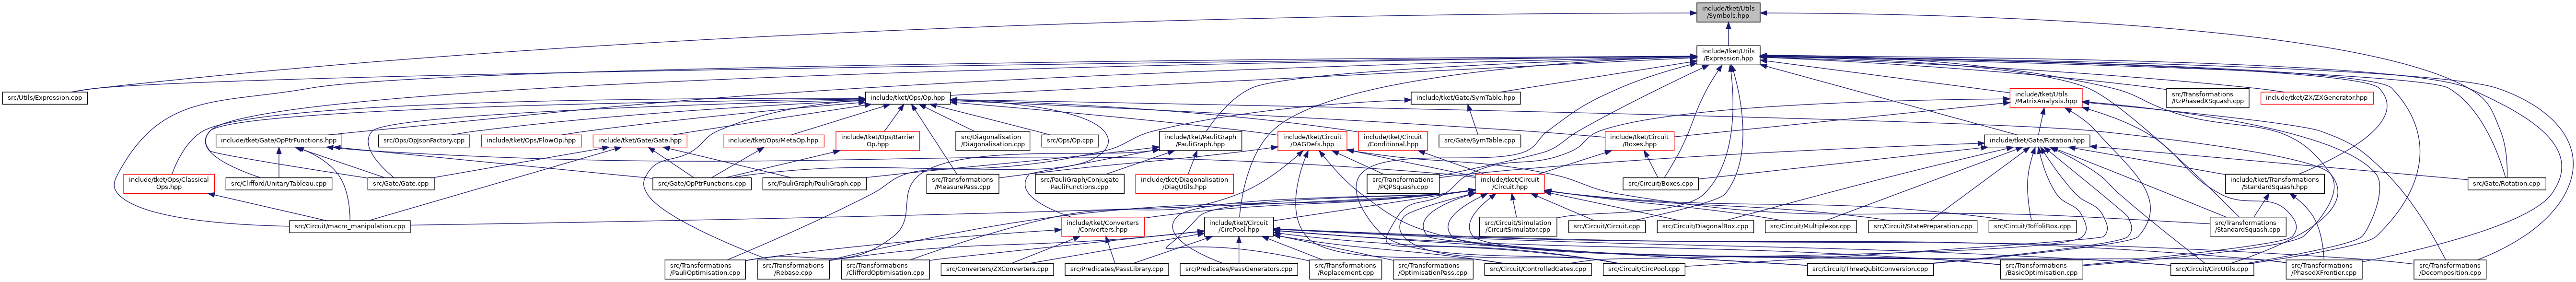 include/tket/Utils
/Symbols.hpp
include/tket/Utils
/Expression.hpp
src/Utils/Expression.cpp
include/tket/Ops/Op.hpp
include/tket/Gate/SymTable.hpp
include/tket/Utils
/MatrixAnalysis.hpp
src/Transformations
/RzPhasedXSquash.cpp
include/tket/ZX/ZXGenerator.hpp
include/tket/Gate/OpPtrFunctions.hpp
src/Ops/OpJsonFactory.cpp
include/tket/Ops/FlowOp.hpp
include/tket/Gate/Gate.hpp
include/tket/Ops/MetaOp.hpp
include/tket/Ops/Barrier
Op.hpp
src/Diagonalisation
/Diagonalisation.cpp
src/Ops/Op.cpp
include/tket/PauliGraph
/PauliGraph.hpp
include/tket/Circuit
/DAGDefs.hpp
include/tket/Circuit
/Conditional.hpp
src/Gate/SymTable.cpp
include/tket/Circuit
/Boxes.hpp
include/tket/Gate/Rotation.hpp
include/tket/Ops/Classical
Ops.hpp
src/Clifford/UnitaryTableau.cpp
src/Gate/Gate.cpp
src/Gate/OpPtrFunctions.cpp
src/PauliGraph/PauliGraph.cpp
src/Transformations
/MeasurePass.cpp
src/PauliGraph/Conjugate
PauliFunctions.cpp
include/tket/Diagonalisation
/DiagUtils.hpp
src/Transformations
/PQPSquash.cpp
include/tket/Circuit
/Circuit.hpp
src/Circuit/Boxes.cpp
include/tket/Transformations
/StandardSquash.hpp
src/Gate/Rotation.cpp
src/Circuit/macro_manipulation.cpp
include/tket/Converters
/Converters.hpp
include/tket/Circuit
/CircPool.hpp
src/Circuit/Simulation
/CircuitSimulator.cpp
src/Circuit/Circuit.cpp
src/Circuit/DiagonalBox.cpp
src/Circuit/Multiplexor.cpp
src/Circuit/StatePreparation.cpp
src/Circuit/ToffoliBox.cpp
src/Transformations
/StandardSquash.cpp
src/Transformations
/PauliOptimisation.cpp
src/Transformations
/Rebase.cpp
src/Transformations
/CliffordOptimisation.cpp
src/Converters/ZXConverters.cpp
src/Predicates/PassLibrary.cpp
src/Predicates/PassGenerators.cpp
src/Transformations
/Replacement.cpp
src/Transformations
/OptimisationPass.cpp
src/Circuit/ControlledGates.cpp
src/Circuit/CircPool.cpp
src/Circuit/ThreeQubitConversion.cpp
src/Transformations
/BasicOptimisation.cpp
src/Circuit/CircUtils.cpp
src/Transformations
/PhasedXFrontier.cpp
src/Transformations
/Decomposition.cpp